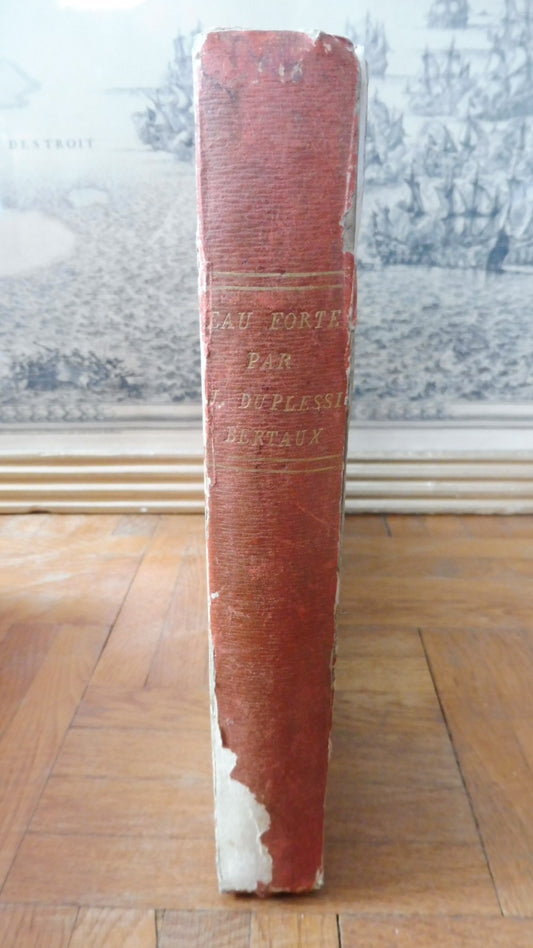 DESTROIT
EAU FORTE
PAR
J. DUPLESSI
BERTAUX